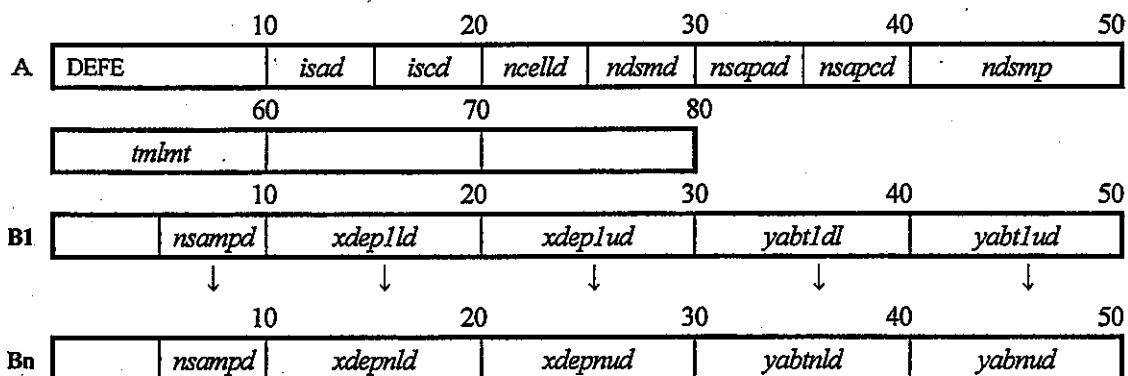 10 20 30 40 50
A DEFE isad iscd ncelld ndsmd nsapad nsapcd ndsmp
60 70 80
tmlmt
10 20 30 40 50
B1 nsampd xdep1ld xdep1ud yabt1dl yabt1ud
↓ ↓ ↓ ↓ ↓
10 20 30 40 50
Bn nsampd xdepnld xdepnud yabtnld yabnud